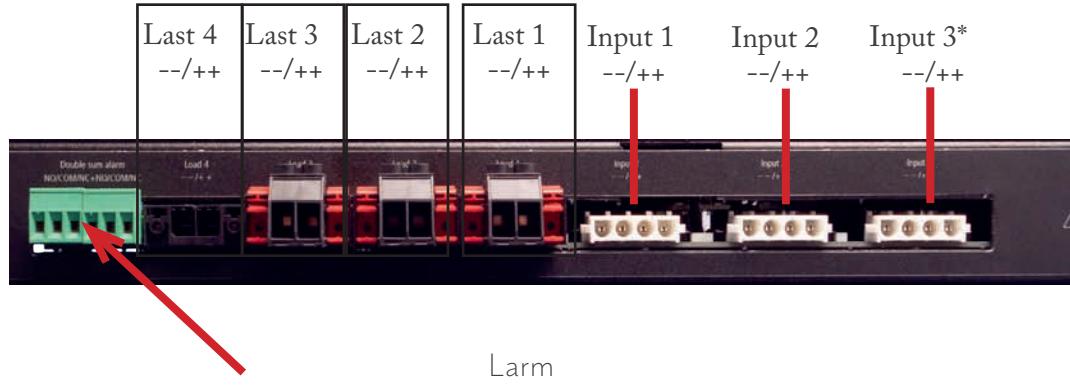 Last 4
--/++
Last 3
--/++
Last 2
--/++
Last 1
--/++
Input 1
--/++
Input 2
--/++
Input 3*
--/++
Double sum alarm
NO/COM/NC+NO/COM/N
Load 4
--/++
Input
--/+
Input
--/+
Input
--/+
Larm